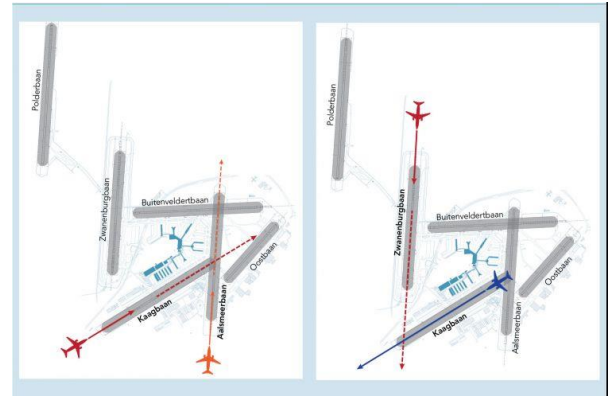 Polderbaan
Zwanenburgbaan
Buitenveldertbaan
Oostbaan
Kaagbaan
Aalsmeerbaan
Polderbaan
Zwanenburgbaan
Buitenveldertbaan
Oostbaan
Kaagbaan
Aalsmeerbaan